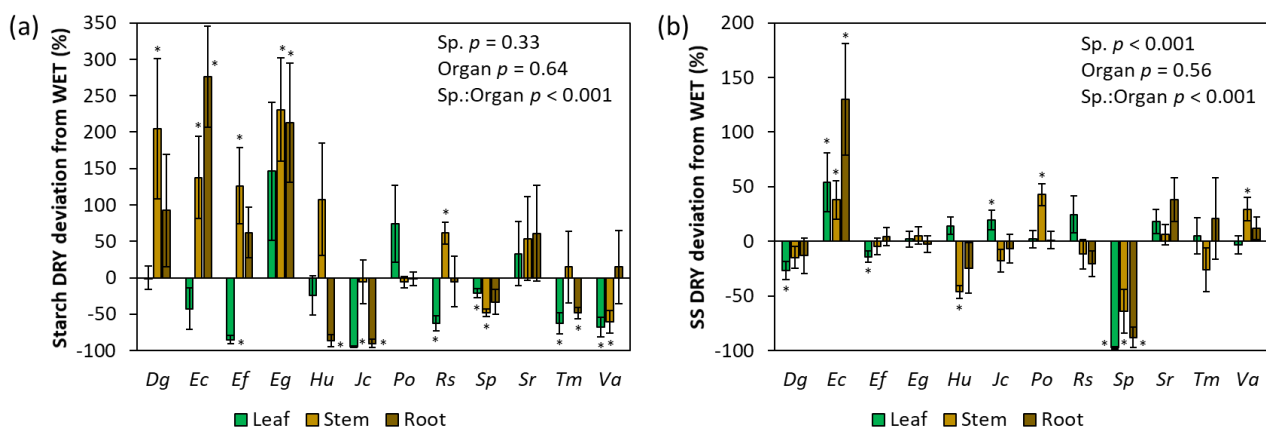 (a)
Starch DRY deviation from WET (%)
350
300
250
200
150
100
50
0
-50
-100
Sp. p = 0.33
Organ p = 0.64
Sp.:Organ p < 0.001
* * * * * * * * * * * * * * * * *
Dg Ec Ef Eg Hu Jc Po Rs Sp Sr Tm Va
Leaf Stem Root
(b)
SS DRY deviation from WET (%)
200
150
100
50
0
-50
-100
Sp. p < 0.001
Organ p = 0.56
Sp.:Organ p < 0.001
* * * * * * * * * * * *
Dg Ec Ef Eg Hu Jc Po Rs Sp Sr Tm Va
Leaf Stem Root